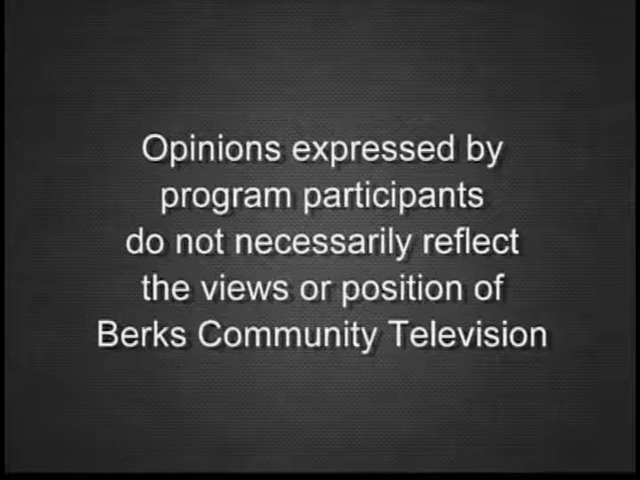 Opinions expressed by
program participants
do not necessarily reflect
the views or position of
Berks Community Television